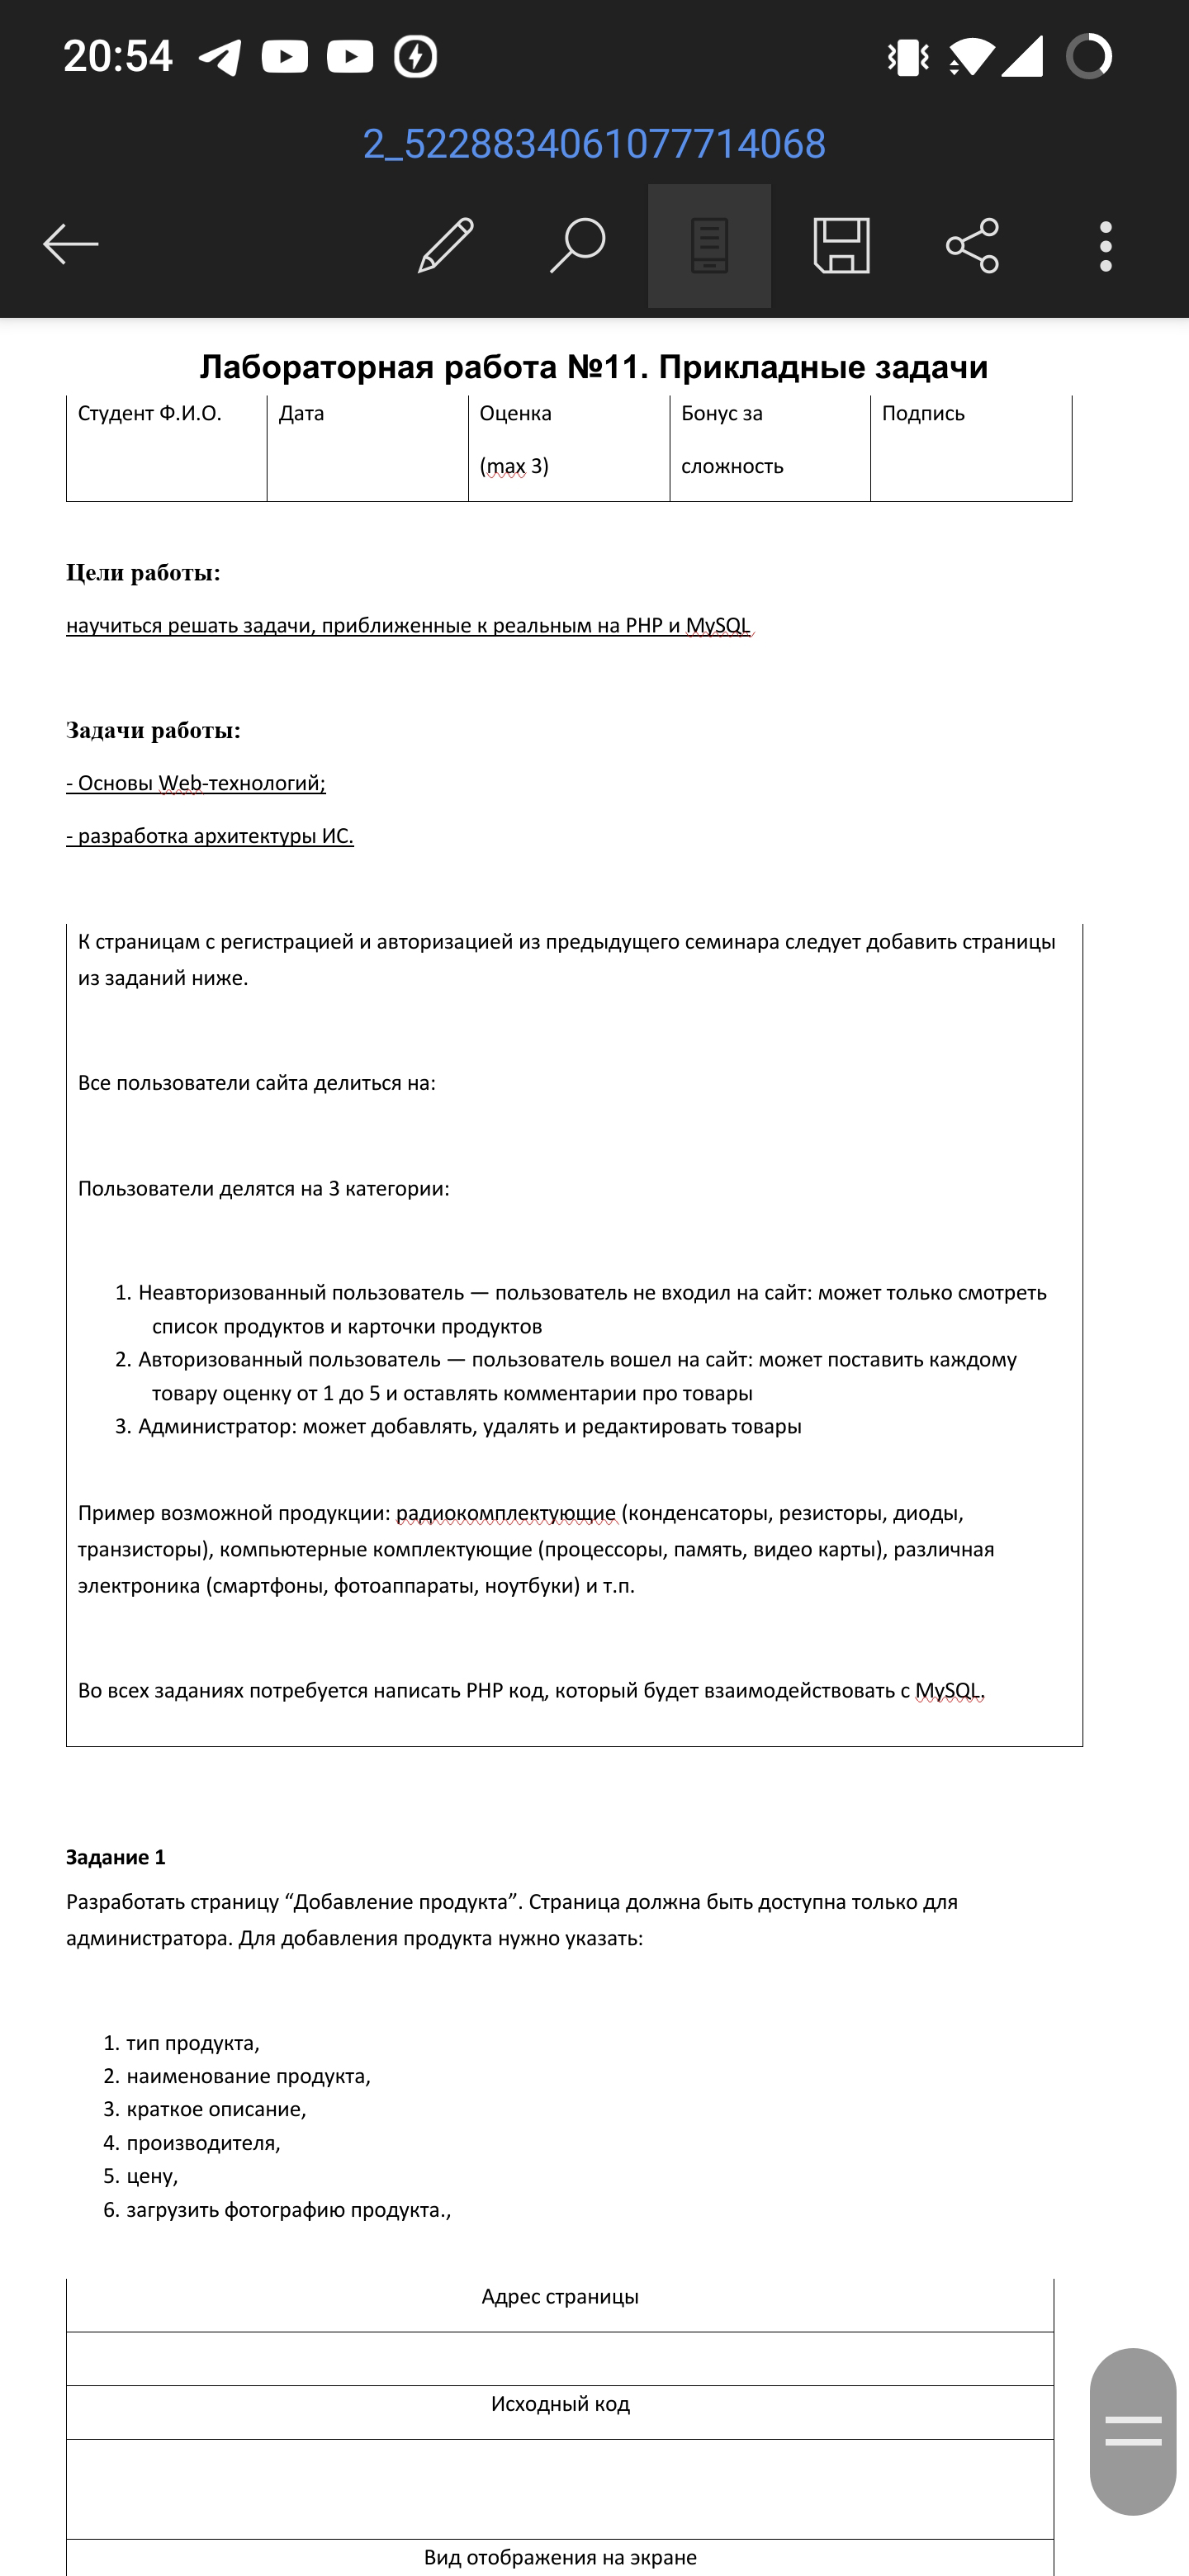 20:54
2_5228834061077714068
Лабораторная работа №11. Прикладные задачи
Студент Ф.И.О.
Дата
Оценка
(max 3)
Бонус за
сложность
Подпись
Цели работы:
научиться решать задачи, приближенные к реальным на PHP и MySQL
Задачи работы:
- Основы Web-технологий;
- разработка архитектуры ИС.
К страницам с регистрацией и авторизацией из предыдущего семинара следует добавить страницы
из заданий ниже.
Все пользователи сайта делиться на:
Пользователи делятся на 3 категории:
1. Неавторизованный пользователь — пользователь не входил на сайт: может только смотреть
список продуктов и карточки продуктов
2. Авторизованный пользователь — пользователь вошел на сайт: может поставить каждому
товару оценку от 1 до 5 и оставлять комментарии про товары
3. Администратор: может добавлять, удалять и редактировать товары
Пример возможной продукции: радиокомплектующие (конденсаторы, резисторы, диоды,
транзисторы), компьютерные комплектующие (процессоры, память, видео карты), различная
электроника (смартфоны, фотоаппараты, ноутбуки) и т.п.
Во всех заданиях потребуется написать PHP код, который будет взаимодействовать с MySQL.
Задание 1
Разработать страницу “Добавление продукта”. Страница должна быть доступна только для
администратора. Для добавления продукта нужно указать:
1. тип продукта,
2. наименование продукта,
3. краткое описание,
4. производителя,
5. цену,
6. загрузить фотографию продукта.,
Адрес страницы
Исходный код
Вид отображения на экране